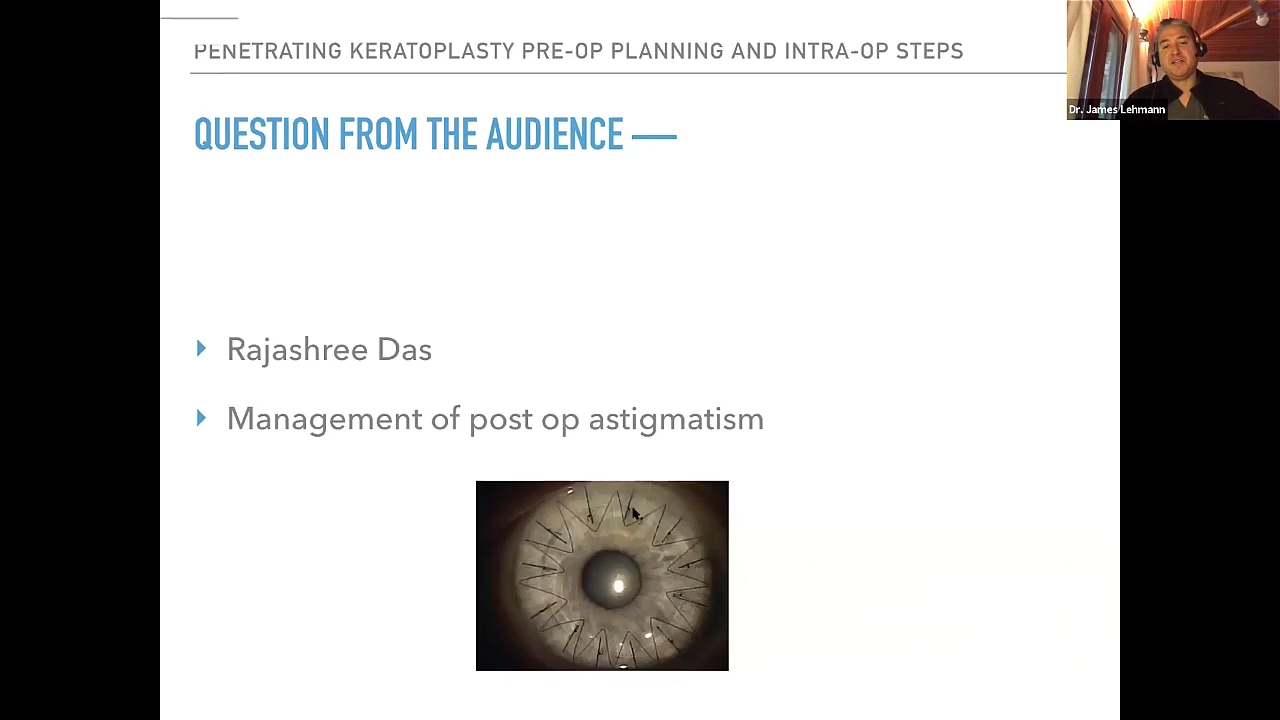 PENETRATING KERATOPLASTY PRE-OP PLANNING AND INTRA-OP STEPS
Dr. James Lehmann
QUESTION FROM THE AUDIENCE —
Rajashree Das
Management of post op astigmatism